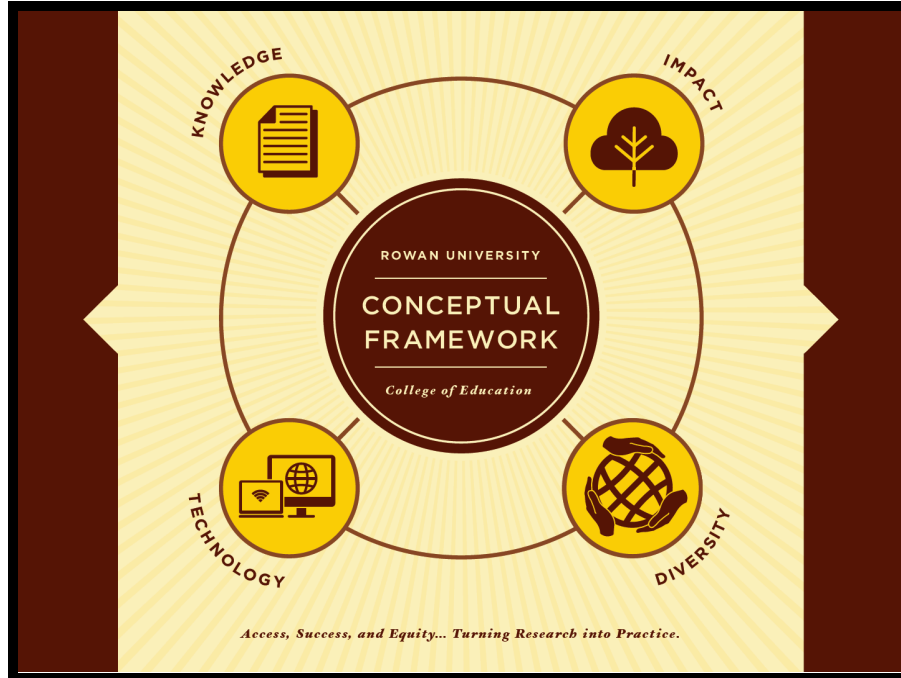 KNOWLEDGE
IMPACT
ROWAN UNIVERSITY
CONCEPTUAL
FRAMEWORK
College of Education
TECHNOLOGY
DIVERSITY
Access, Success, and Equity... Turning Research into Practice.